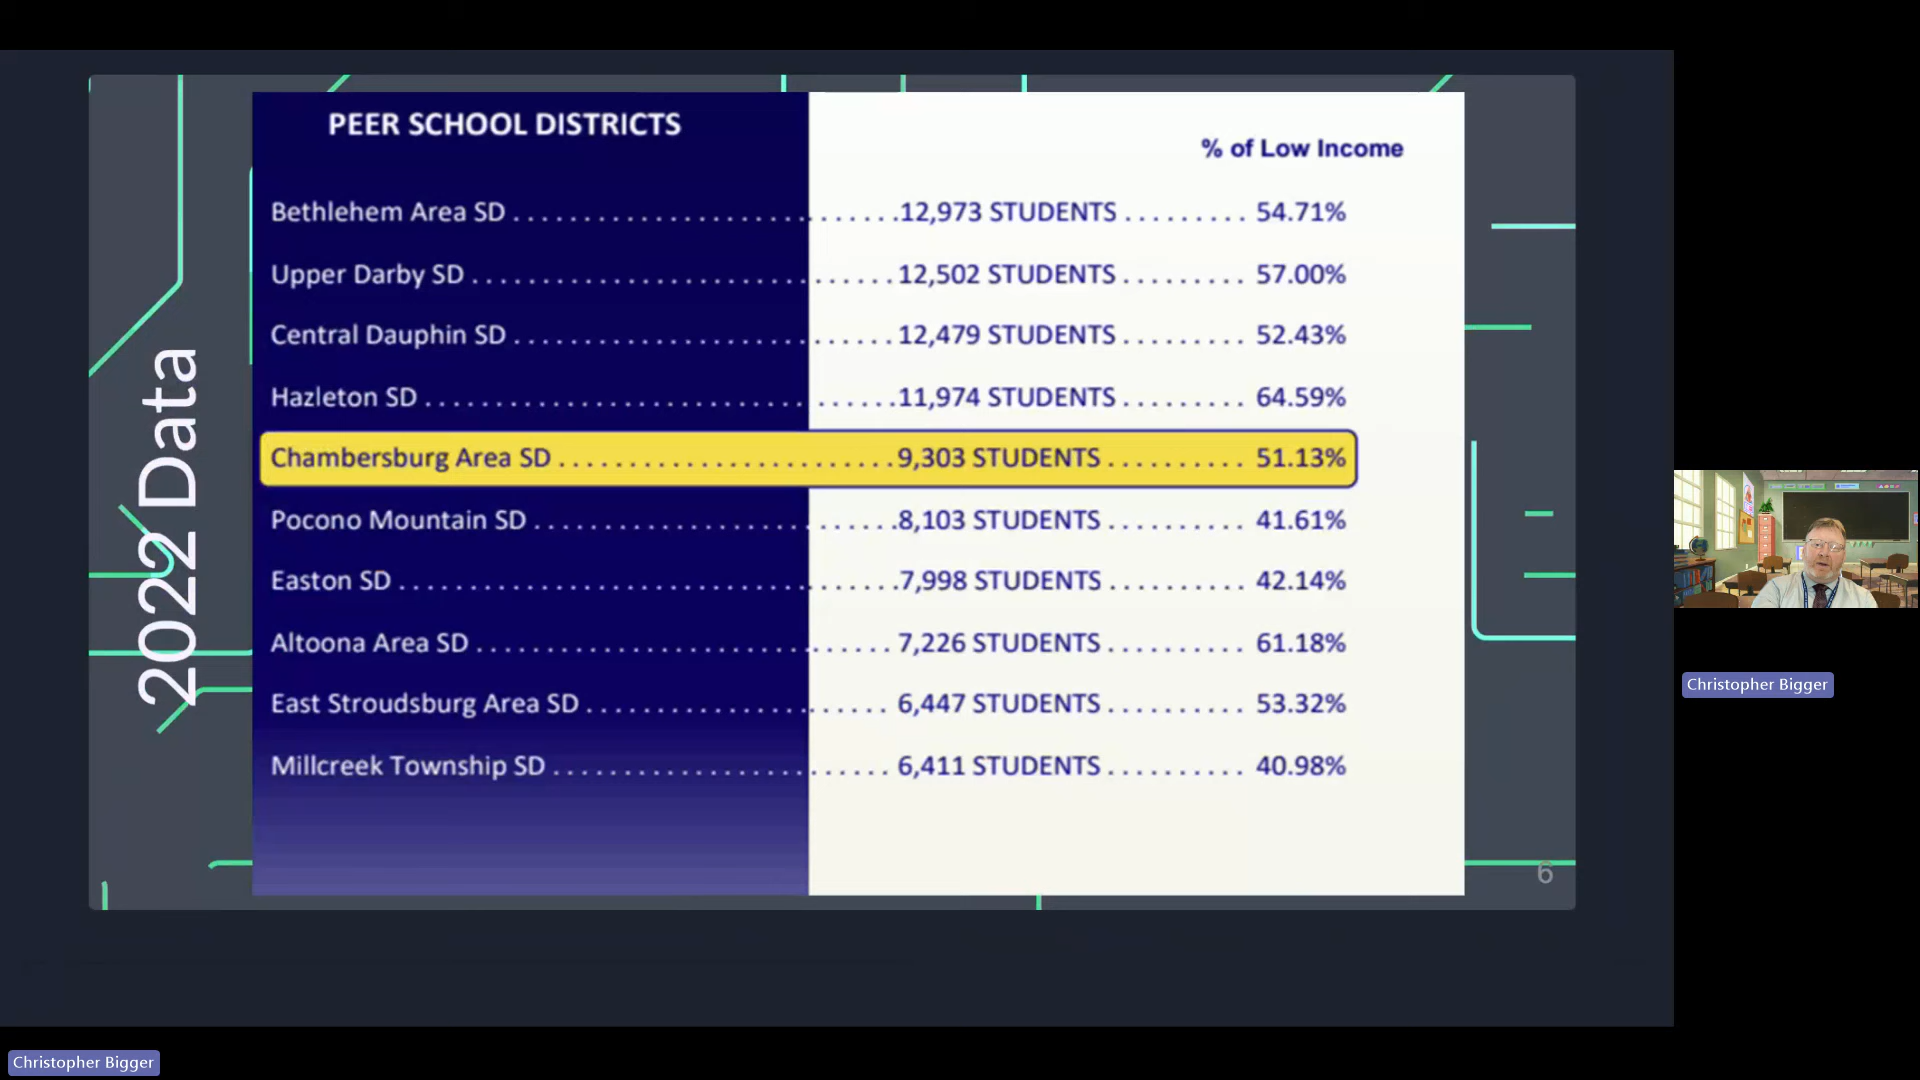 PEER SCHOOL DISTRICTS
% of Low Income
Bethlehem Area SD . . . . . . . . . . . . . . . . . . . . . . . . . . . .12,973 STUDENTS . . . . . . . . . 54.71%
Upper Darby SD . . . . . . . . . . . . . . . . . . . . . . . . . . . . . . 12,502 STUDENTS . . . . . . . . . 57.00%
Central Dauphin SD . . . . . . . . . . . . . . . . . . . . . . . . . . . 12,479 STUDENTS . . . . . . . . . 52.43%
Hazleton SD . . . . . . . . . . . . . . . . . . . . . . . . . . . . . . . . .11,974 STUDENTS . . . . . . . . . 64.59%
Chambersburg Area SD . . . . . . . . . . . . . . . . . . . . . . . . 9,303 STUDENTS . . . . . . . . . . 51.13%
Pocono Mountain SD . . . . . . . . . . . . . . . . . . . . . . . . . .8,103 STUDENTS . . . . . . . . . . 41.61%
Easton SD . . . . . . . . . . . . . . . . . . . . . . . . . . . . . . . . . . .7,998 STUDENTS . . . . . . . . . . 42.14%
Altoona Area SD . . . . . . . . . . . . . . . . . . . . . . . . . . . . . . 7,226 STUDENTS . . . . . . . . . . 61.18%
East Stroudsburg Area SD . . . . . . . . . . . . . . . . . . . . . . 6,447 STUDENTS . . . . . . . . . . 53.32%
Millcreek Township SD . . . . . . . . . . . . . . . . . . . . . . . . 6,411 STUDENTS . . . . . . . . . . 40.98%
2022 Data
6
Christopher Bigger
Christopher Bigger